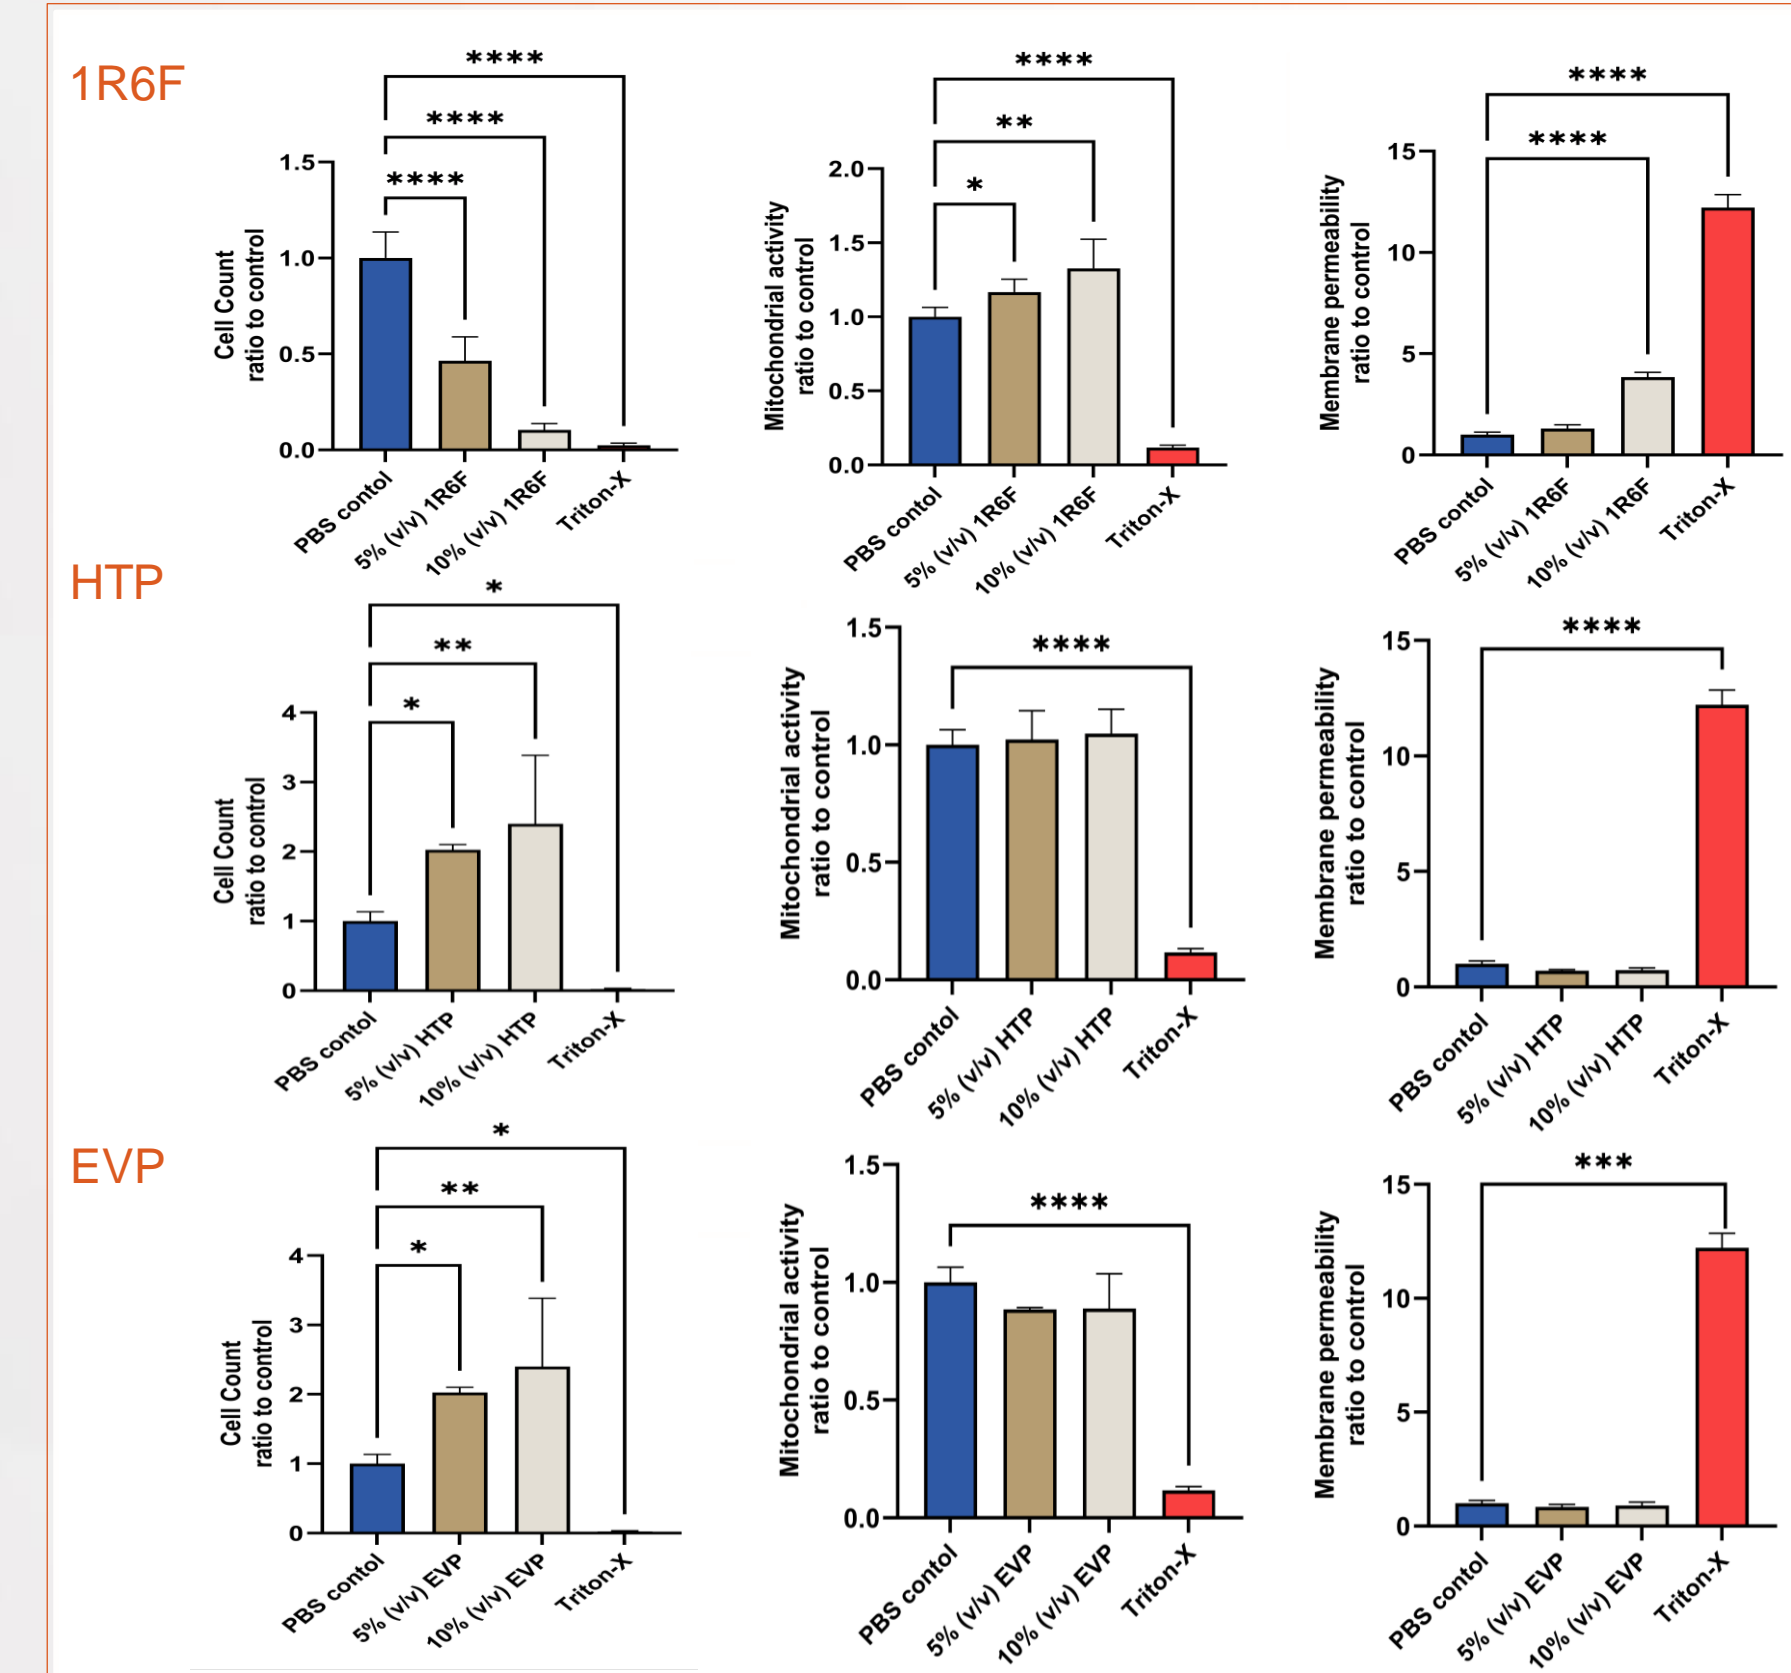 1R6F
****
****
****
1.5
1.0
0.5
0.0
Cell Count
ratio to control
PBS contol
5% (v/v) 1R6F
10% (v/v) 1R6F
Triton-X
****
**
*
2.0
1.5
1.0
0.5
0.0
Mitochondrial activity
ratio to control
PBS contol
5% (v/v) 1R6F
10% (v/v) 1R6F
Triton-X
****
****
15
10
5
0
Membrane permeability
ratio to control
PBS contol
5% (v/v) 1R6F
10% (v/v) 1R6F
Triton-X
HTP
*
**
*
4
3
2
1
0
Cell Count
ratio to control
PBS contol
5% (v/v) HTP
10% (v/v) HTP
Triton-X
****
1.5
1.0
0.5
0.0
Mitochondrial activity
ratio to control
PBS contol
5% (v/v) HTP
10% (v/v) HTP
Triton-X
****
15
10
5
0
Membrane permeability
ratio to control
PBS contol
5% (v/v) HTP
10% (v/v) HTP
Triton-X
EVP
*
**
*
4
3
2
1
0
Cell Count
ratio to control
PBS contol
5% (v/v) EVP
10% (v/v) EVP
Triton-X
****
1.5
1.0
0.5
0.0
Mitochondrial activity
ratio to control
PBS contol
5% (v/v) EVP
10% (v/v) EVP
Triton-X
***
15
10
5
0
Membrane permeability
ratio to control
PBS contol
5% (v/v) EVP
10% (v/v) EVP
Triton-X